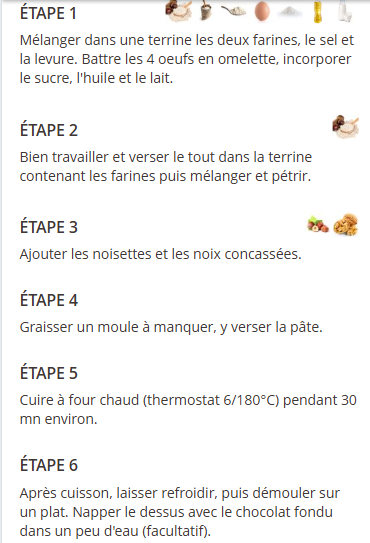 ÉTAPE 1
Mélanger dans une terrine les deux farines, le sel et
la levure. Battre les 4 oeufs en omelette, incorporer
le sucre, l'huile et le lait.
ÉTAPE 2
Bien travailler et verser le tout dans la terrine
contenant les farines puis mélanger et pétrir.
ÉTAPE 3
Ajouter les noisettes et les noix concassées.
ÉTAPE 4
Graisser un moule à manquer, y verser la pâte.
ÉTAPE 5
Cuire à four chaud (thermostat 6/180°C) pendant 30
mn environ.
ÉTAPE 6
Après cuisson, laisser refroidir, puis démouler sur
un plat. Napper le dessus avec le chocolat fondu
dans un peu d'eau (facultatif).